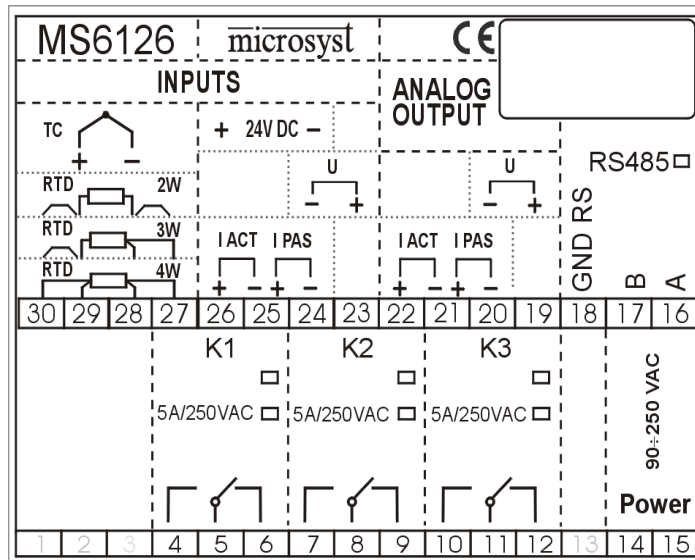 MS6126 microsyst CE
INPUTS
ANALOG
OUTPUT
TC + 24V DC -
+ -
RS485
RTD 2W
U
- +
U
- +
RTD 3W
RTD 4W
I ACT I PAS
+ - + -
I ACT I PAS
+ - + -
GND RS
B
A
30 29 28 27 26 25 24 23 22 21 20 19 18 17 16
K1 K2 K3
5A/250VAC 5A/250VAC 5A/250VAC
90÷250 VAC
Power
1 2 3 4 5 6 7 8 9 10 11 12 13 14 15